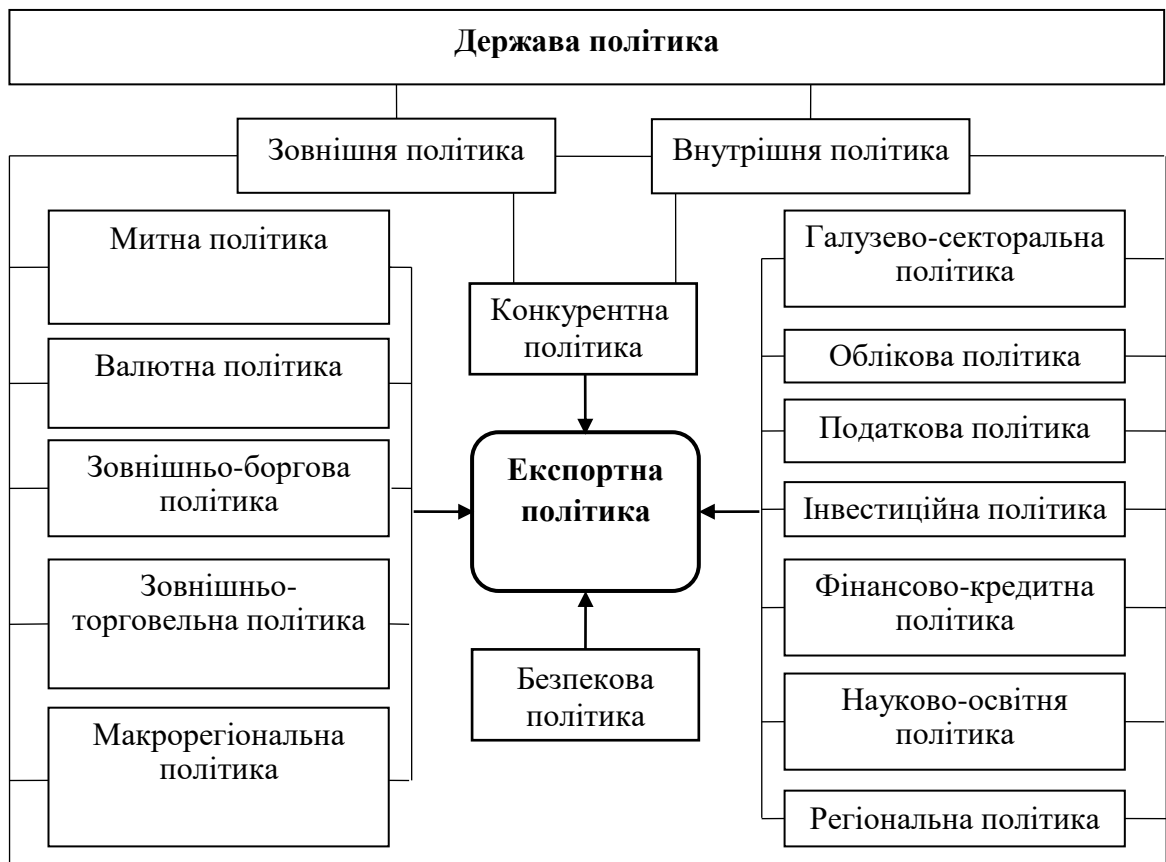 Держава політика
Зовнішня політика
Внутрішня політика
Митна політика
Валютна політика
Зовнішньо-боргова
політика
Зовнішньо-
торговельна політика
Макрорегіональна
політика
Конкурентна
політика
Експортна
політика
Безпекова
політика
Галузево-секторальна
політика
Облікова політика
Податкова політика
Інвестиційна політика
Фінансово-кредитна
політика
Науково-освітня
політика
Регіональна політика